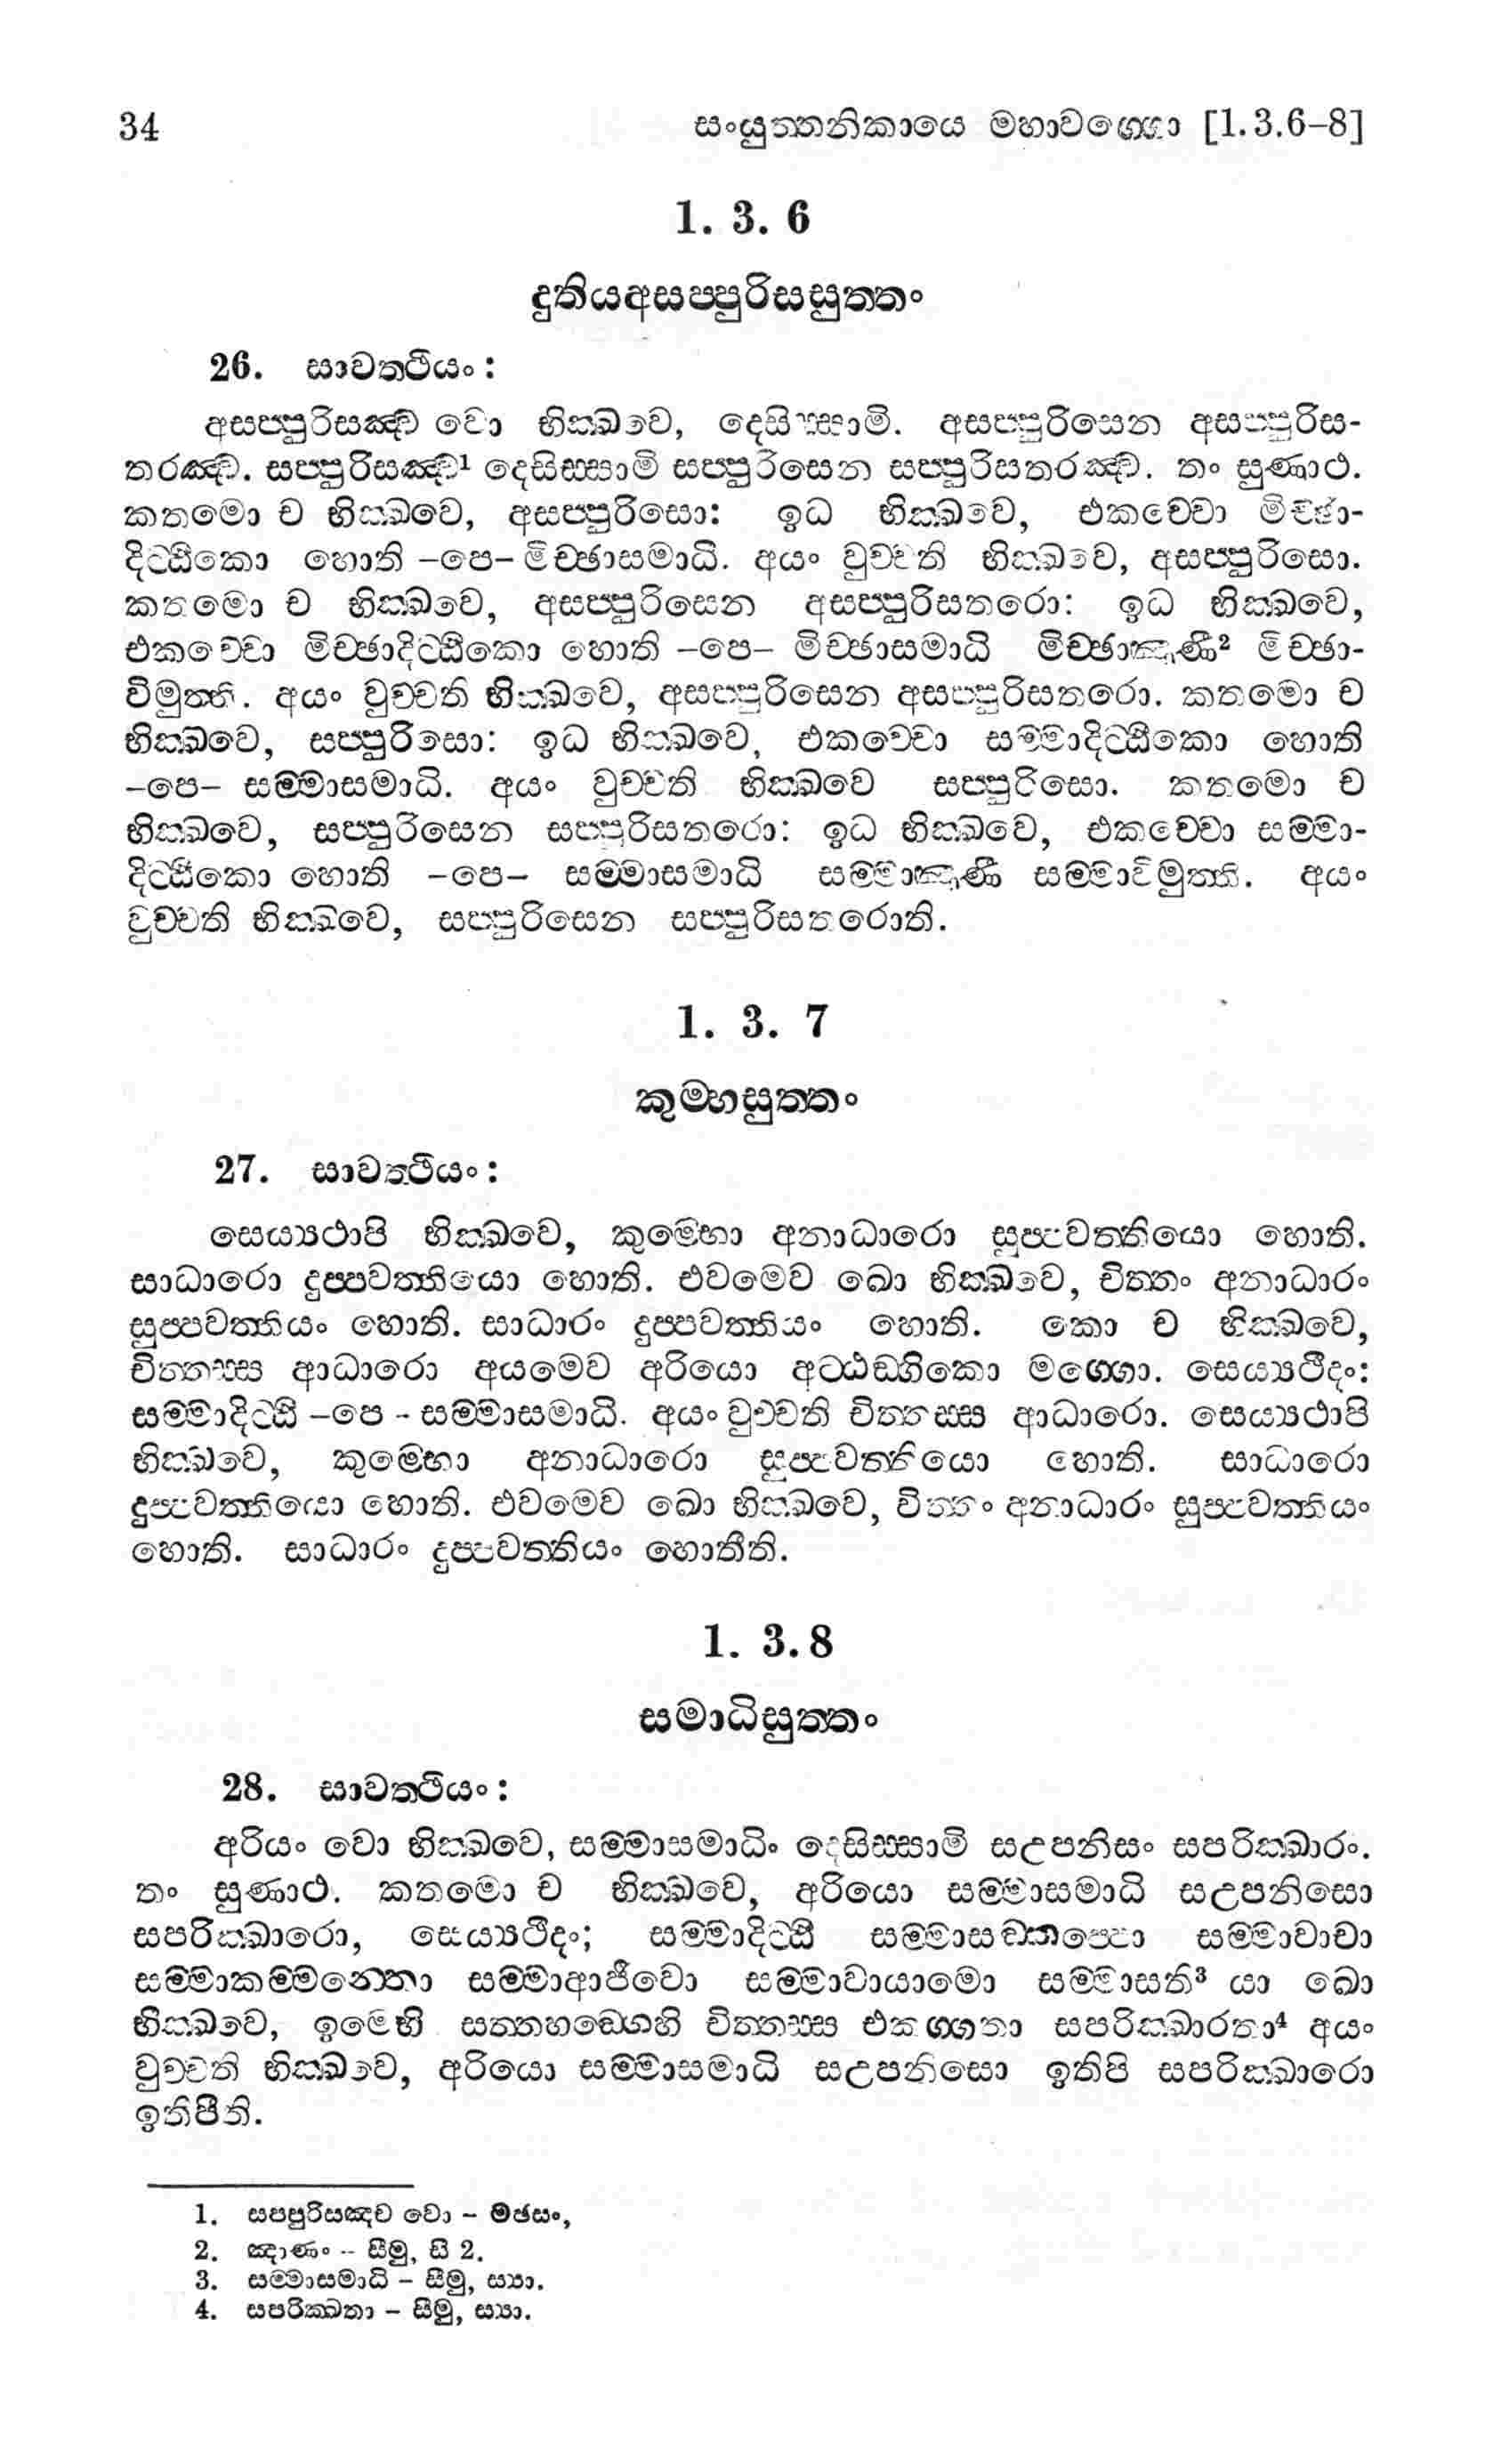 34 සංයුත්තනිකායෙ මහාවග්ගො [1.3.6–8]
1. 3. 6
දුතියඅසප්පුරිසසුත්තං
26. සාවත්ථියං :
අසප්පුරිසඤ්ච වො භික්ඛවෙ, දෙසිස්සාමි. අසප්පුරිසෙන අසප්පුරිස-
තරඤ්ච. සප්පුරිසඤ්ච¹ දෙසිස්සාමි සප්පුරිසෙන සප්පුරිසතරඤ්ච. තං සුණාථ.
කතමො ච භික්ඛවෙ, අසප්පුරිසො: ඉධ භික්ඛවෙ, එකච්චො මිච්ඡා-
දිට්ඨිකො හොති –පෙ– මිච්ඡාසමාධි. අයං වුච්චති භික්ඛවෙ, අසප්පුරිසො.
කතමො ච භික්ඛවෙ, අසප්පුරිසෙන අසප්පුරිසතරො: ඉධ භික්ඛවෙ,
එකච්චො මිච්ඡාදිට්ඨිකො හොති –පෙ– මිච්ඡාසමාධි මිච්ඡාඤාණී² මිච්ඡා-
විමුත්ති. අයං වුච්චති භික්ඛවෙ, අසප්පුරිසෙන අසප්පුරිසතරො. කතමො ච
භික්ඛවෙ, සප්පුරිසො: ඉධ භික්ඛවෙ, එකච්චො සම්මාදිට්ඨිකො හොති
–පෙ– සම්මාසමාධි. අයං වුච්චති භික්ඛවෙ සප්පුරිසො. කතමො ච
භික්ඛවෙ, සප්පුරිසෙන සප්පුරිසතරො: ඉධ භික්ඛවෙ, එකච්චො සම්මා-
දිට්ඨිකො හොති –පෙ– සම්මාසමාධි සම්මාඤාණී සම්මාවිමුත්ති. අයං
වුච්චති භික්ඛවෙ, සප්පුරිසෙන සප්පුරිසතරොති.
1. 3. 7
කුම්භසුත්තං
27. සාවත්ථියං :
සෙය්‍යථාපි භික්ඛවෙ, කුම්භො අනාධාරො සුප්පවත්තියො හොති.
සාධාරො දුප්පවත්තියො හොති. එවමෙව ඛො භික්ඛවෙ, චිත්තං අනාධාරං
සුප්පවත්තියං හොති. සාධාරං දුප්පවත්තියං හොති. කො ච භික්ඛවෙ,
චිත්තස්ස ආධාරො අයමෙව අරියො අට්ඨඞ්ගිකො මග්ගො. සෙය්‍යථීදං:
සම්මාදිට්ඨි –පෙ - සම්මාසමාධි. අයං වුච්චති චිත්තස්ස ආධාරො. සෙය්‍යථාපි
භික්ඛවෙ, කුම්භො අනාධාරො සුප්පවත්තියො හොති. සාධාරො
දුප්පවත්තියො හොති. එවමෙව ඛො භික්ඛවෙ, චිත්තං අනාධාරං සුප්පවත්තියං
හොති. සාධාරං දුප්පවත්තියං හොතීති.
1. 3. 8
සමාධිසුත්තං
28. සාවත්ථියං :
අරියං වො භික්ඛවෙ, සම්මාසමාධිං දෙසිස්සාමි සඋපනිසං සපරික්ඛාරං.
තං සුණාථ. කතමො ච භික්ඛවෙ, අරියො සම්මාසමාධි සඋපනිසො
සපරික්ඛාරො, සෙය්‍යථීදං; සම්මාදිට්ඨි සම්මාසඞ්කප්පො සම්මාවාචා
සම්මාකම්මන්තො සම්මාආජීවො සම්මාවායාමො සම්මාසති³ යා ඛො
භික්ඛවෙ, ඉමෙහි සත්තහඞ්ගෙහි චිත්තස්ස එකග්ගතා සපරික්ඛාරතා⁴ අයං
වුච්චති භික්ඛවෙ, අරියො සම්මාසමාධි සඋපනිසො ඉතිපි සපරික්ඛාරො
ඉතිපීති.
1. සප්පුරිසඤ්ච වො – මජසං,
2. ඤාණං -- සීමු, සී 2.
3. සම්මාසමාධි – සීමු, ස්‍යා.
4. සපරික්ඛතා – සීමු, ස්‍යා.